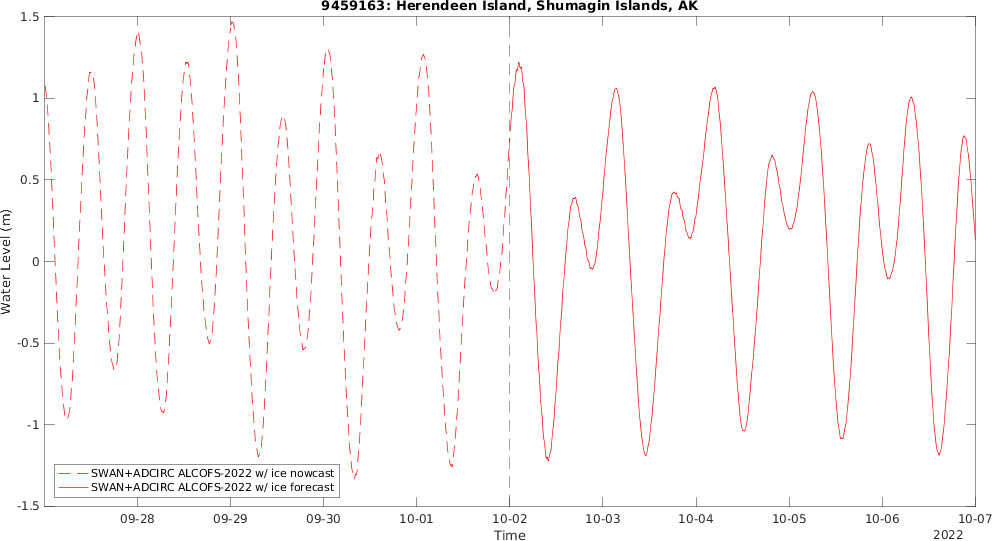 9459163: Herendeen Island, Shumagin Islands, AK
Water Level (m)
1.5
1
0.5
0
-0.5
-1
-1.5
SWAN+ADCIRC ALCOFS-2022 w/ ice nowcast
SWAN+ADCIRC ALCOFS-2022 w/ ice forecast
09-28 09-29 09-30 10-01 10-02 10-03 10-04 10-05 10-06 10-07
Time
2022